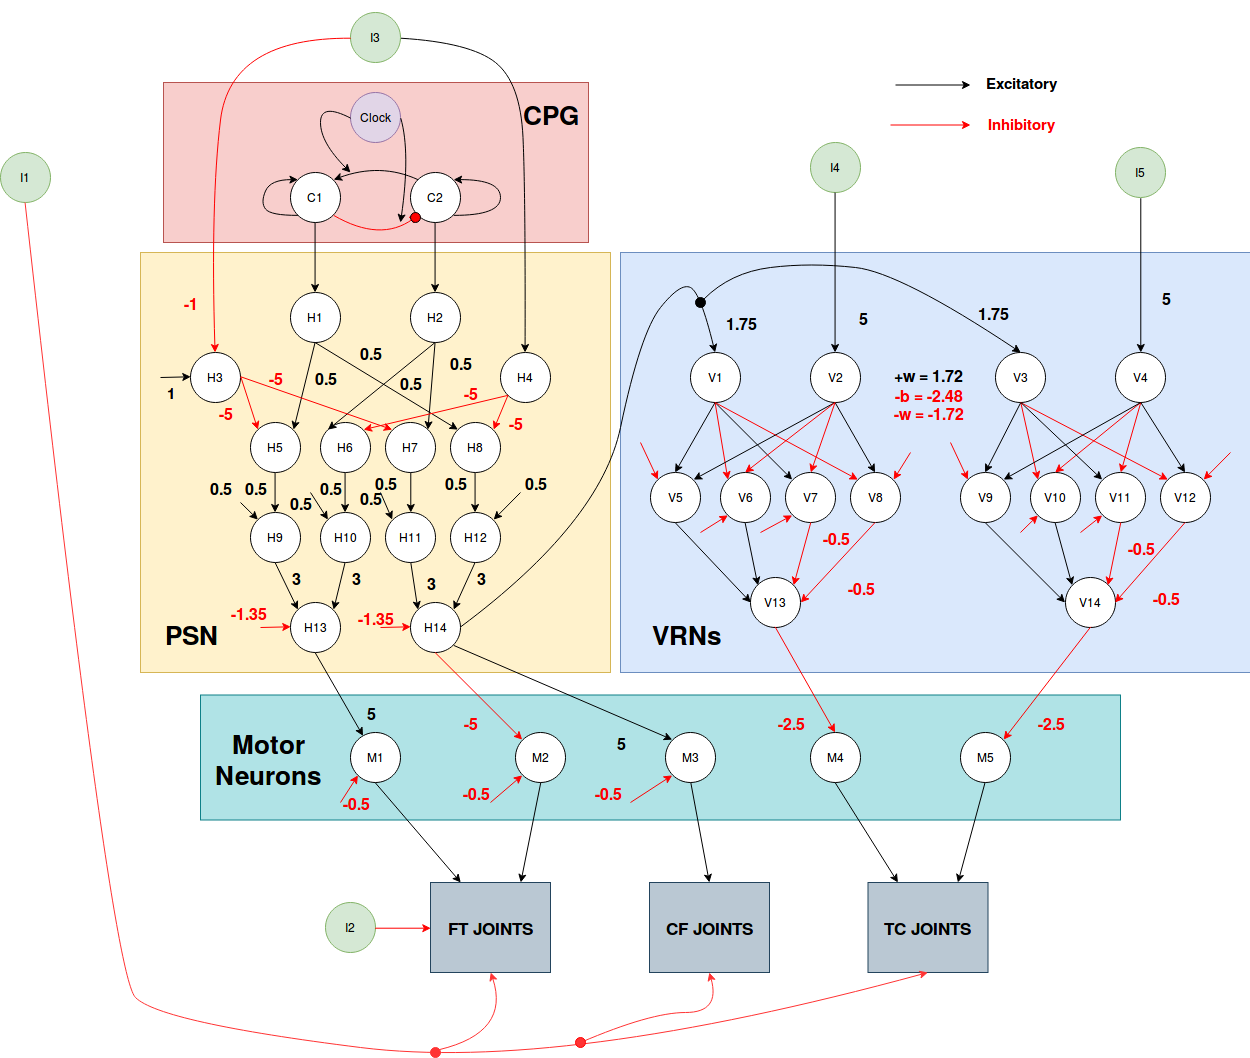 I3
CPG
Clock
Excitatory
Inhibitory
I1
C1
C2
I4
I5
-1
H1
H2
1.75
5
1.75
5
0.5
0.5
0.5
0.5
H3
1
-5
-5
-5
-5
H4
V1
V2
+w = 1.72
-b = -2.48
-w = -1.72
V3
V4
H5
H6
H7
H8
0.5
0.5
0.5
0.5
0.5
0.5
0.5
0.5
V5
V6
V7
V8
V9
V10
V11
V12
H9
H10
H11
H12
-0.5
-0.5
3
3
3
3
-0.5
-0.5
-1.35
H13
-1.35
H14
V13
V14
PSN
VRNs
5
-5
5
-2.5
-2.5
Motor
Neurons
M1
M2
M3
M4
M5
-0.5
-0.5
-0.5
I2
FT JOINTS
CF JOINTS
TC JOINTS